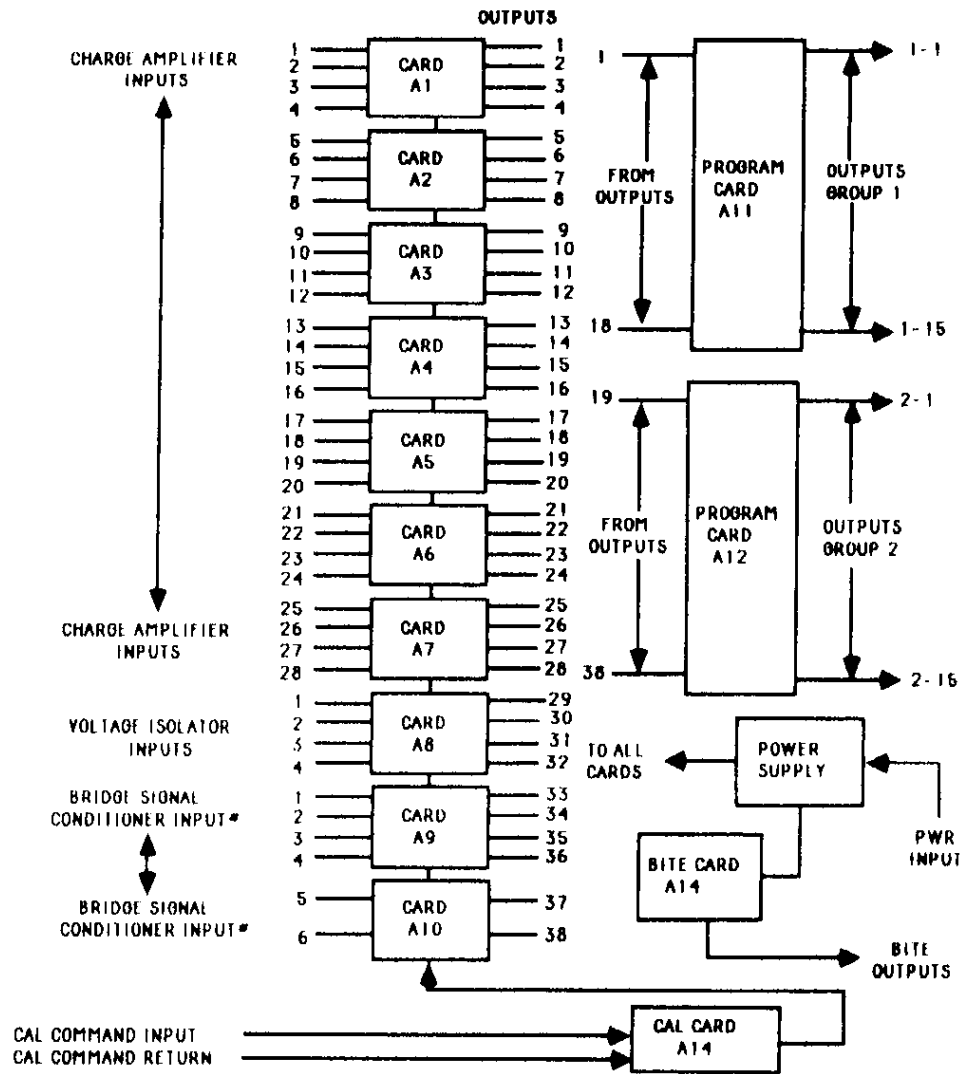 OUTPUTS
CHARGE AMPLIFIER
INPUTS
1 CARD 1
2 A1 2
3 3
4 4
5 CARD 5
6 A2 6
7 7
8 8
9 CARD 9
10 A3 10
11 11
12 12
13 CARD 13
14 A4 14
15 15
16 16
17 CARD 17
18 A5 18
19 19
20 20
21 CARD 21
22 A6 22
23 23
24 24
25 CARD 25
26 A7 26
27 27
28 28
CHARGE AMPLIFIER
INPUTS
VOLTAGE ISOLATOR
INPUTS
1 CARD 29
2 A8 30
3 31
4 32
BRIDGE SIGNAL
CONDITIONER INPUT#
1 CARD 33
2 A9 34
3 35
4 36
BRIDGE SIGNAL
CONDITIONER INPUT#
5 CARD 37
6 A10 38
1
FROM
OUTPUTS
18
PROGRAM
CARD
A11
1-1
OUTPUTS
GROUP 1
1-15
19
FROM
OUTPUTS
38
PROGRAM
CARD
A12
2-1
OUTPUTS
GROUP 2
2-15
TO ALL
CARDS
POWER
SUPPLY
PWR
INPUT
BITE CARD
A14
BITE
OUTPUTS
CAL COMMAND INPUT
CAL COMMAND RETURN
CAL CARD
A14